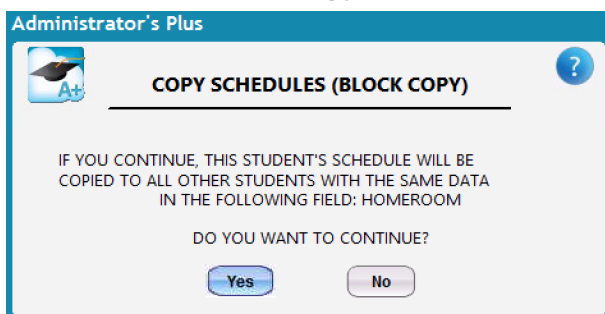 Administrator's Plus
A+
COPY SCHEDULES (BLOCK COPY)
?
IF YOU CONTINUE, THIS STUDENT'S SCHEDULE WILL BE
COPIED TO ALL OTHER STUDENTS WITH THE SAME DATA
IN THE FOLLOWING FIELD: HOMEROOM
DO YOU WANT TO CONTINUE?
Yes No